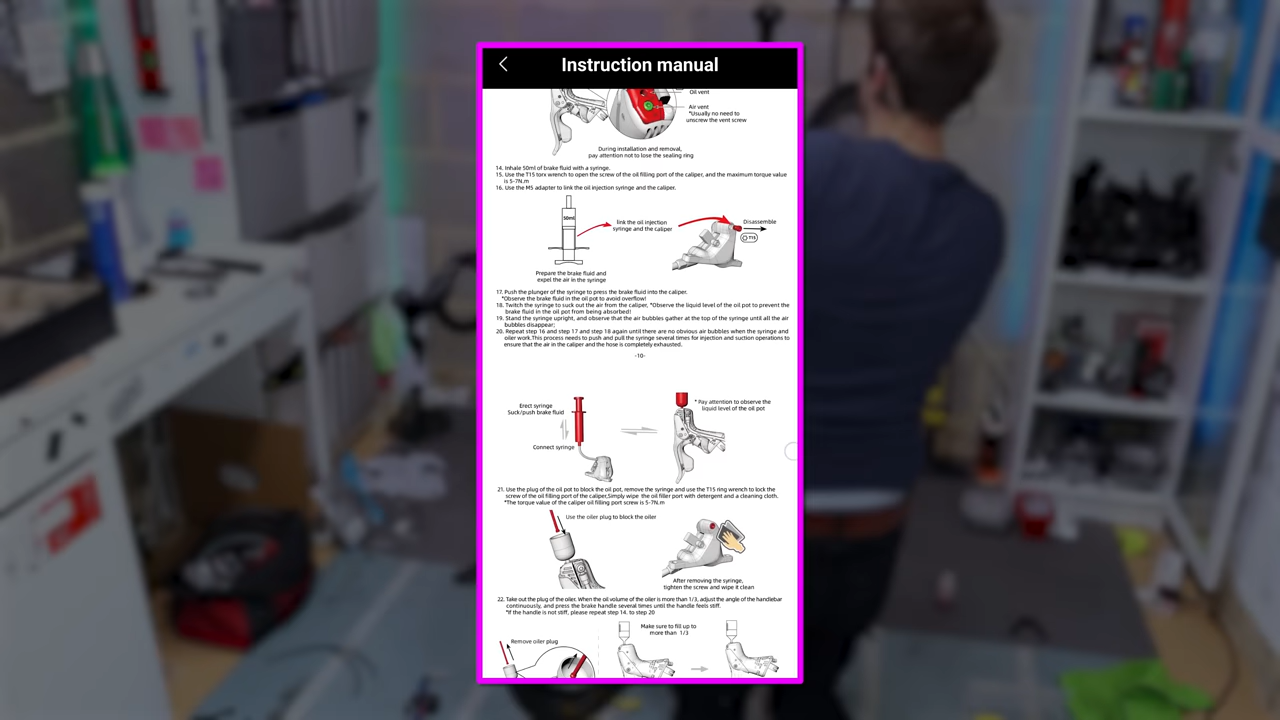 Instruction manual
Oil vent
Air vent
*Usually no need to
unscrew the vent screw
During installation and removal,
pay attention not to lose the sealing ring
14. Inhale 50ml of brake fluid with a syringe.
15. Use the T15 torx wrench to open the screw of the oil filling port of the caliper, and the maximum torque value
is 5-7N.m
16. Use the M5 adapter to link the oil injection syringe and the caliper.
50ml
link the oil injection
syringe and the caliper
Disassemble
T15
Prepare the brake fluid and
expel the air in the syringe
17. Push the plunger of the syringe to press the brake fluid into the caliper.
*Observe the brake fluid in the oil pot to avoid overflow!
18. Twitch the syringe to suck out the air from the caliper, *Observe the liquid level of the oil pot to prevent the
brake fluid in the oil pot from being absorbed!
19. Stand the syringe upright, and observe that the air bubbles gather at the top of the syringe until all the air
bubbles disappear;
20. Repeat step 16 and step 17 and step 18 again until there are no obvious air bubbles when the syringe and
oiler work.This process needs to push and pull the syringe several times for injection and suction operations to
ensure that the air in the caliper and the hose is completely exhausted.
-10-
Erect syringe
Suck/push brake fluid
Connect syringe
* Pay attention to observe the
liquid level of the oil pot
21. Use the plug of the oil pot to block the oil pot, remove the syringe and use the T15 ring wrench to lock the
screw of the oil filling port of the caliper,Simply wipe the oil filler port with detergent and a cleaning cloth.
*The torque value of the caliper oil filling port screw is 5-7N.m
Use the oiler plug to block the oiler
After removing the syringe,
tighten the screw and wipe it clean
22. Take out the plug of the oiler. When the oil volume of the oiler is more than 1/3, adjust the angle of the handlebar
continuously, and press the brake handle several times until the handle feels stiff.
*If the handle is not stiff, please repeat step 14. to step 20
Remove oiler plug
Make sure to fill up to
more than 1/3